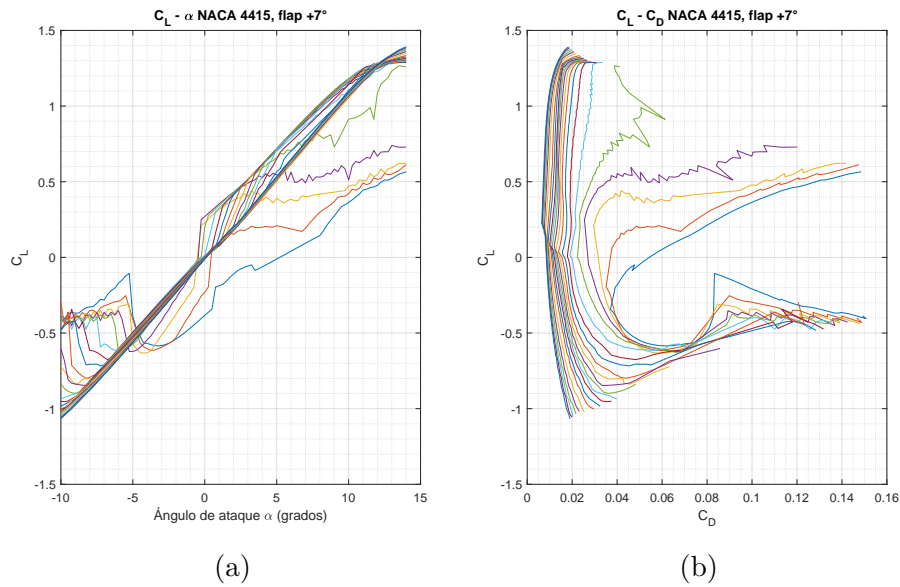 C_L - α NACA 4415, flap +7°
1.5
1
0.5
0
-0.5
-1
-1.5
C_L
-10 -5 0 5 10 15
Ángulo de ataque α (grados)
(a)
C_L - C_D NACA 4415, flap +7°
1.5
1
0.5
0
-0.5
-1
-1.5
C_L
0 0.02 0.04 0.06 0.08 0.1 0.12 0.14 0.16
C_D
(b)